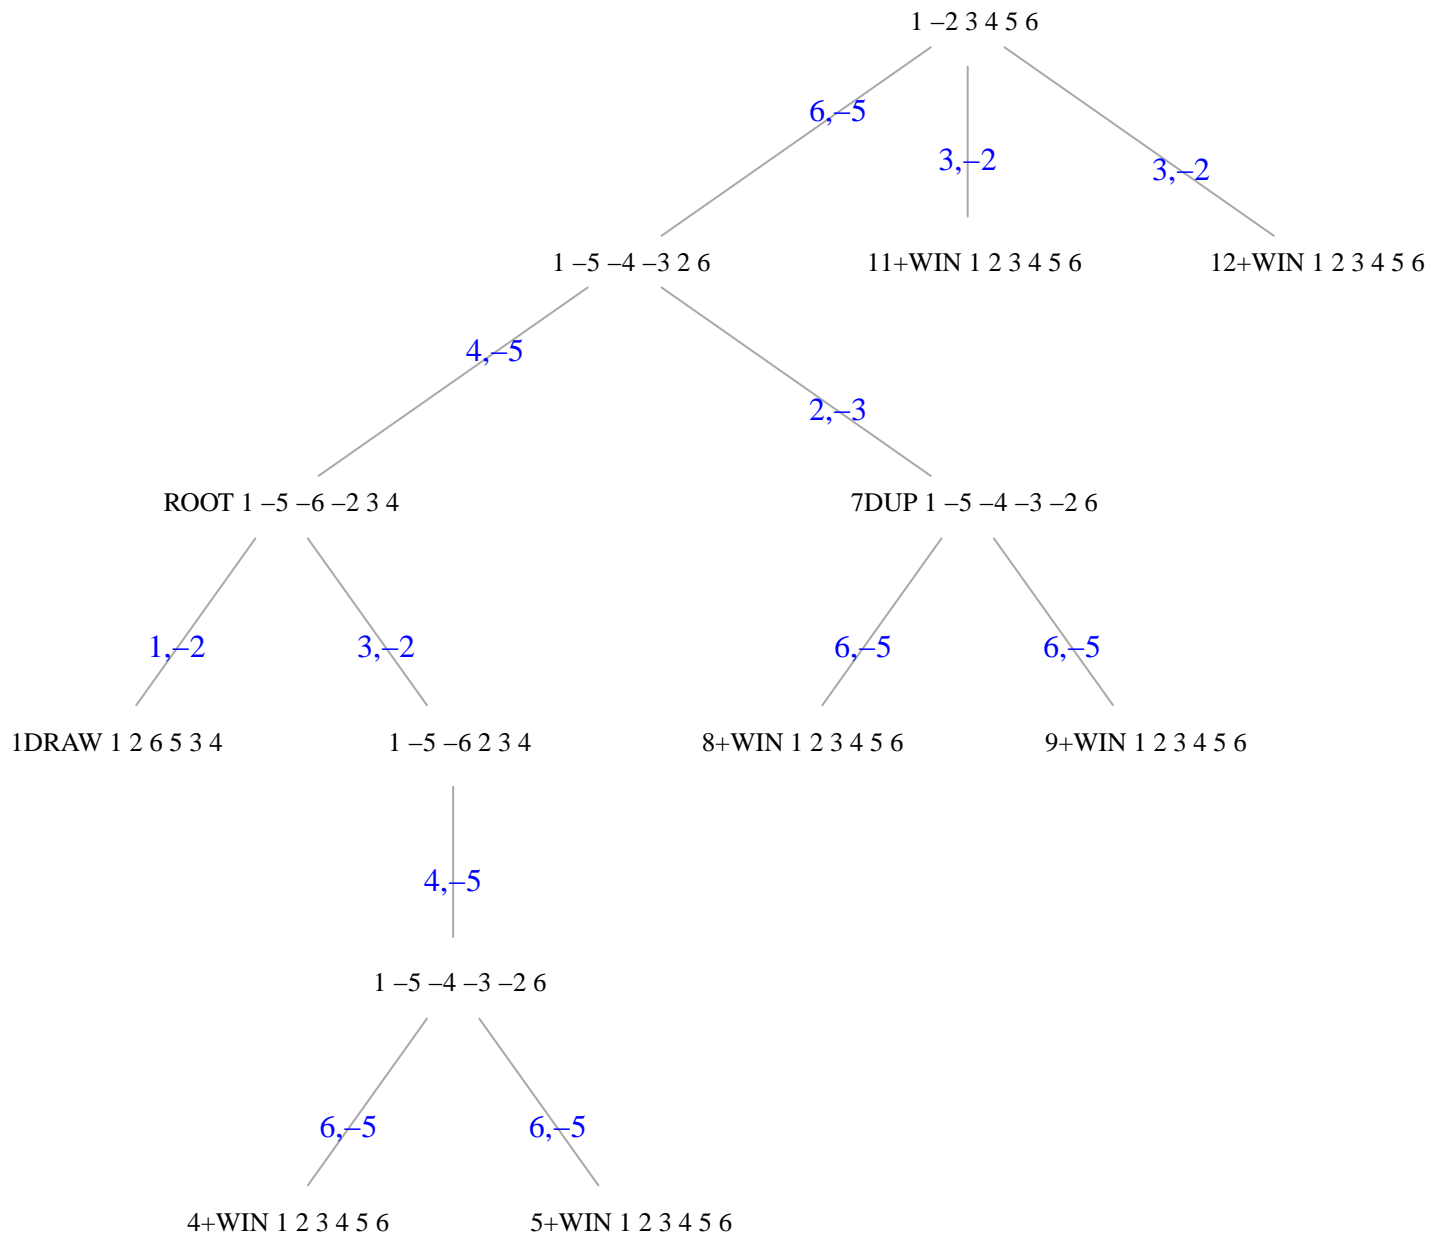 1 –2 3 4 5 6
6,–5
3,–2
3,–2
1 –5 –4 –3 2 6
11+WIN 1 2 3 4 5 6
12+WIN 1 2 3 4 5 6
4,–5
2,–3
ROOT 1 –5 –6 –2 3 4
7DUP 1 –5 –4 –3 –2 6
1,–2
3,–2
6,–5
6,–5
1DRAW 1 2 6 5 3 4
1 –5 –6 2 3 4
8+WIN 1 2 3 4 5 6
9+WIN 1 2 3 4 5 6
4,–5
1 –5 –4 –3 –2 6
6,–5
6,–5
4+WIN 1 2 3 4 5 6
5+WIN 1 2 3 4 5 6